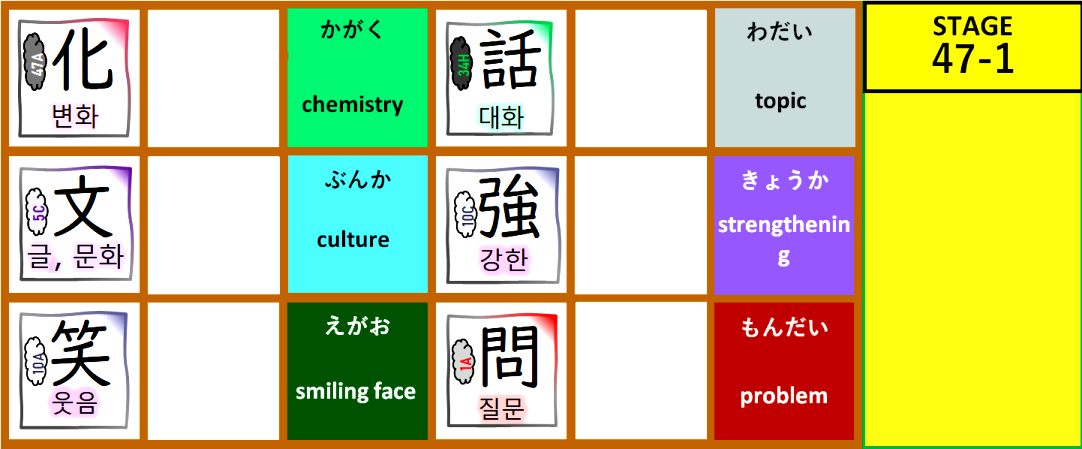 化
47A
변화
かがく
chemistry
話
34H
대화
わだい
topic
STAGE
47-1
文
5C
글, 문화
ぶんか
culture
強
10C
강한
きょうか
strengthenin
g
笑
10A
웃음
えがお
smiling face
問
1A
질문
もんだい
problem